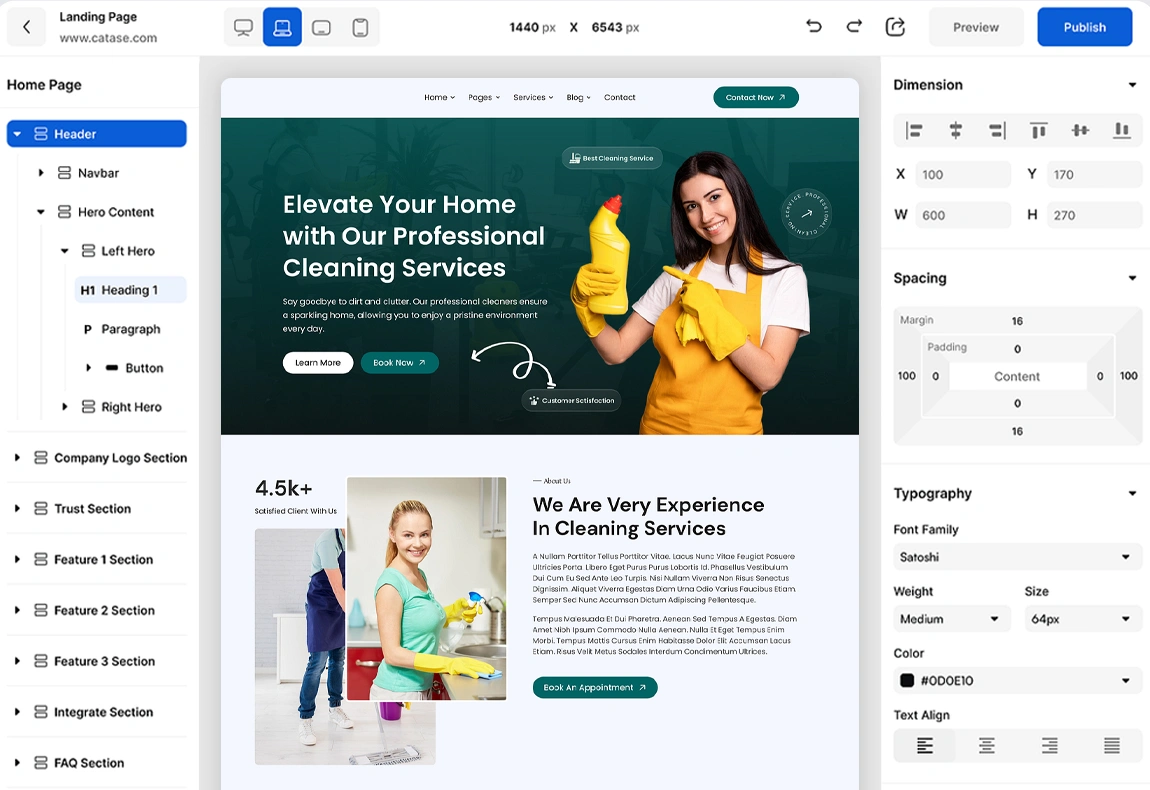 Landing Page
www.catase.com
1440 px X 6543 px
Preview
Publish
Home Page
Header
Navbar
Hero Content
Left Hero
H1 Heading 1
P Paragraph
Button
Right Hero
Company Logo Section
Trust Section
Feature 1 Section
Feature 2 Section
Feature 3 Section
Integrate Section
FAQ Section
Home
Pages
Services
Blog
Contact
Contact Now
Best Cleaning Service
Elevate Your Home
with Our Professional
Cleaning Services
Say goodbye to dirt and clutter. Our professional cleaners ensure
a sparkling home, allowing you to enjoy a pristine environment
every day.
Learn More
Book Now
Customer Satisfaction
4.5k+
Satisfied Client With Us
About Us
We Are Very Experience
In Cleaning Services
A Nullam Porttitor Tellus Porttitor Vitae. Lacus Nunc Vitae Feugiat Posuere
Ultricies Porta. Libero Eget Purus Purus Lobortis Id. Phasellus Vestibulum
Dui Cum Eu Sed Ante Leo Turpis. Nisi Nullam Viverra Non Risus Senectus
Dignissim. Aliquet Viverra Egestas Diam Urna Odio Varius Faucibus Etiam.
Semper Sed Nunc Accumsan Dictum Adipiscing Pellentesque.
Tempus Malesuada Et Dui Pharetra. Aenean Sed Tempus A Egestas. Diam
Amet Nibh Ipsum Commodo Nulla Aenean. Nulla Et Eget Tempus Enim
Morbi. Tempus Mattis Cursus Enim Habitasse Dolor Elit Accumsan Lacus
Etiam. Risus Velit Metus Sodales Interdum Condimentum Ultrices.
Book An Appointment
Dimension
X 100 Y 170
W 600 H 270
Spacing
Margin
16
Padding
0
100 0 Content 0 100
0
16
Typography
Font Family
Satoshi
Weight Size
Medium 64px
Color
#0D0E10
Text Align